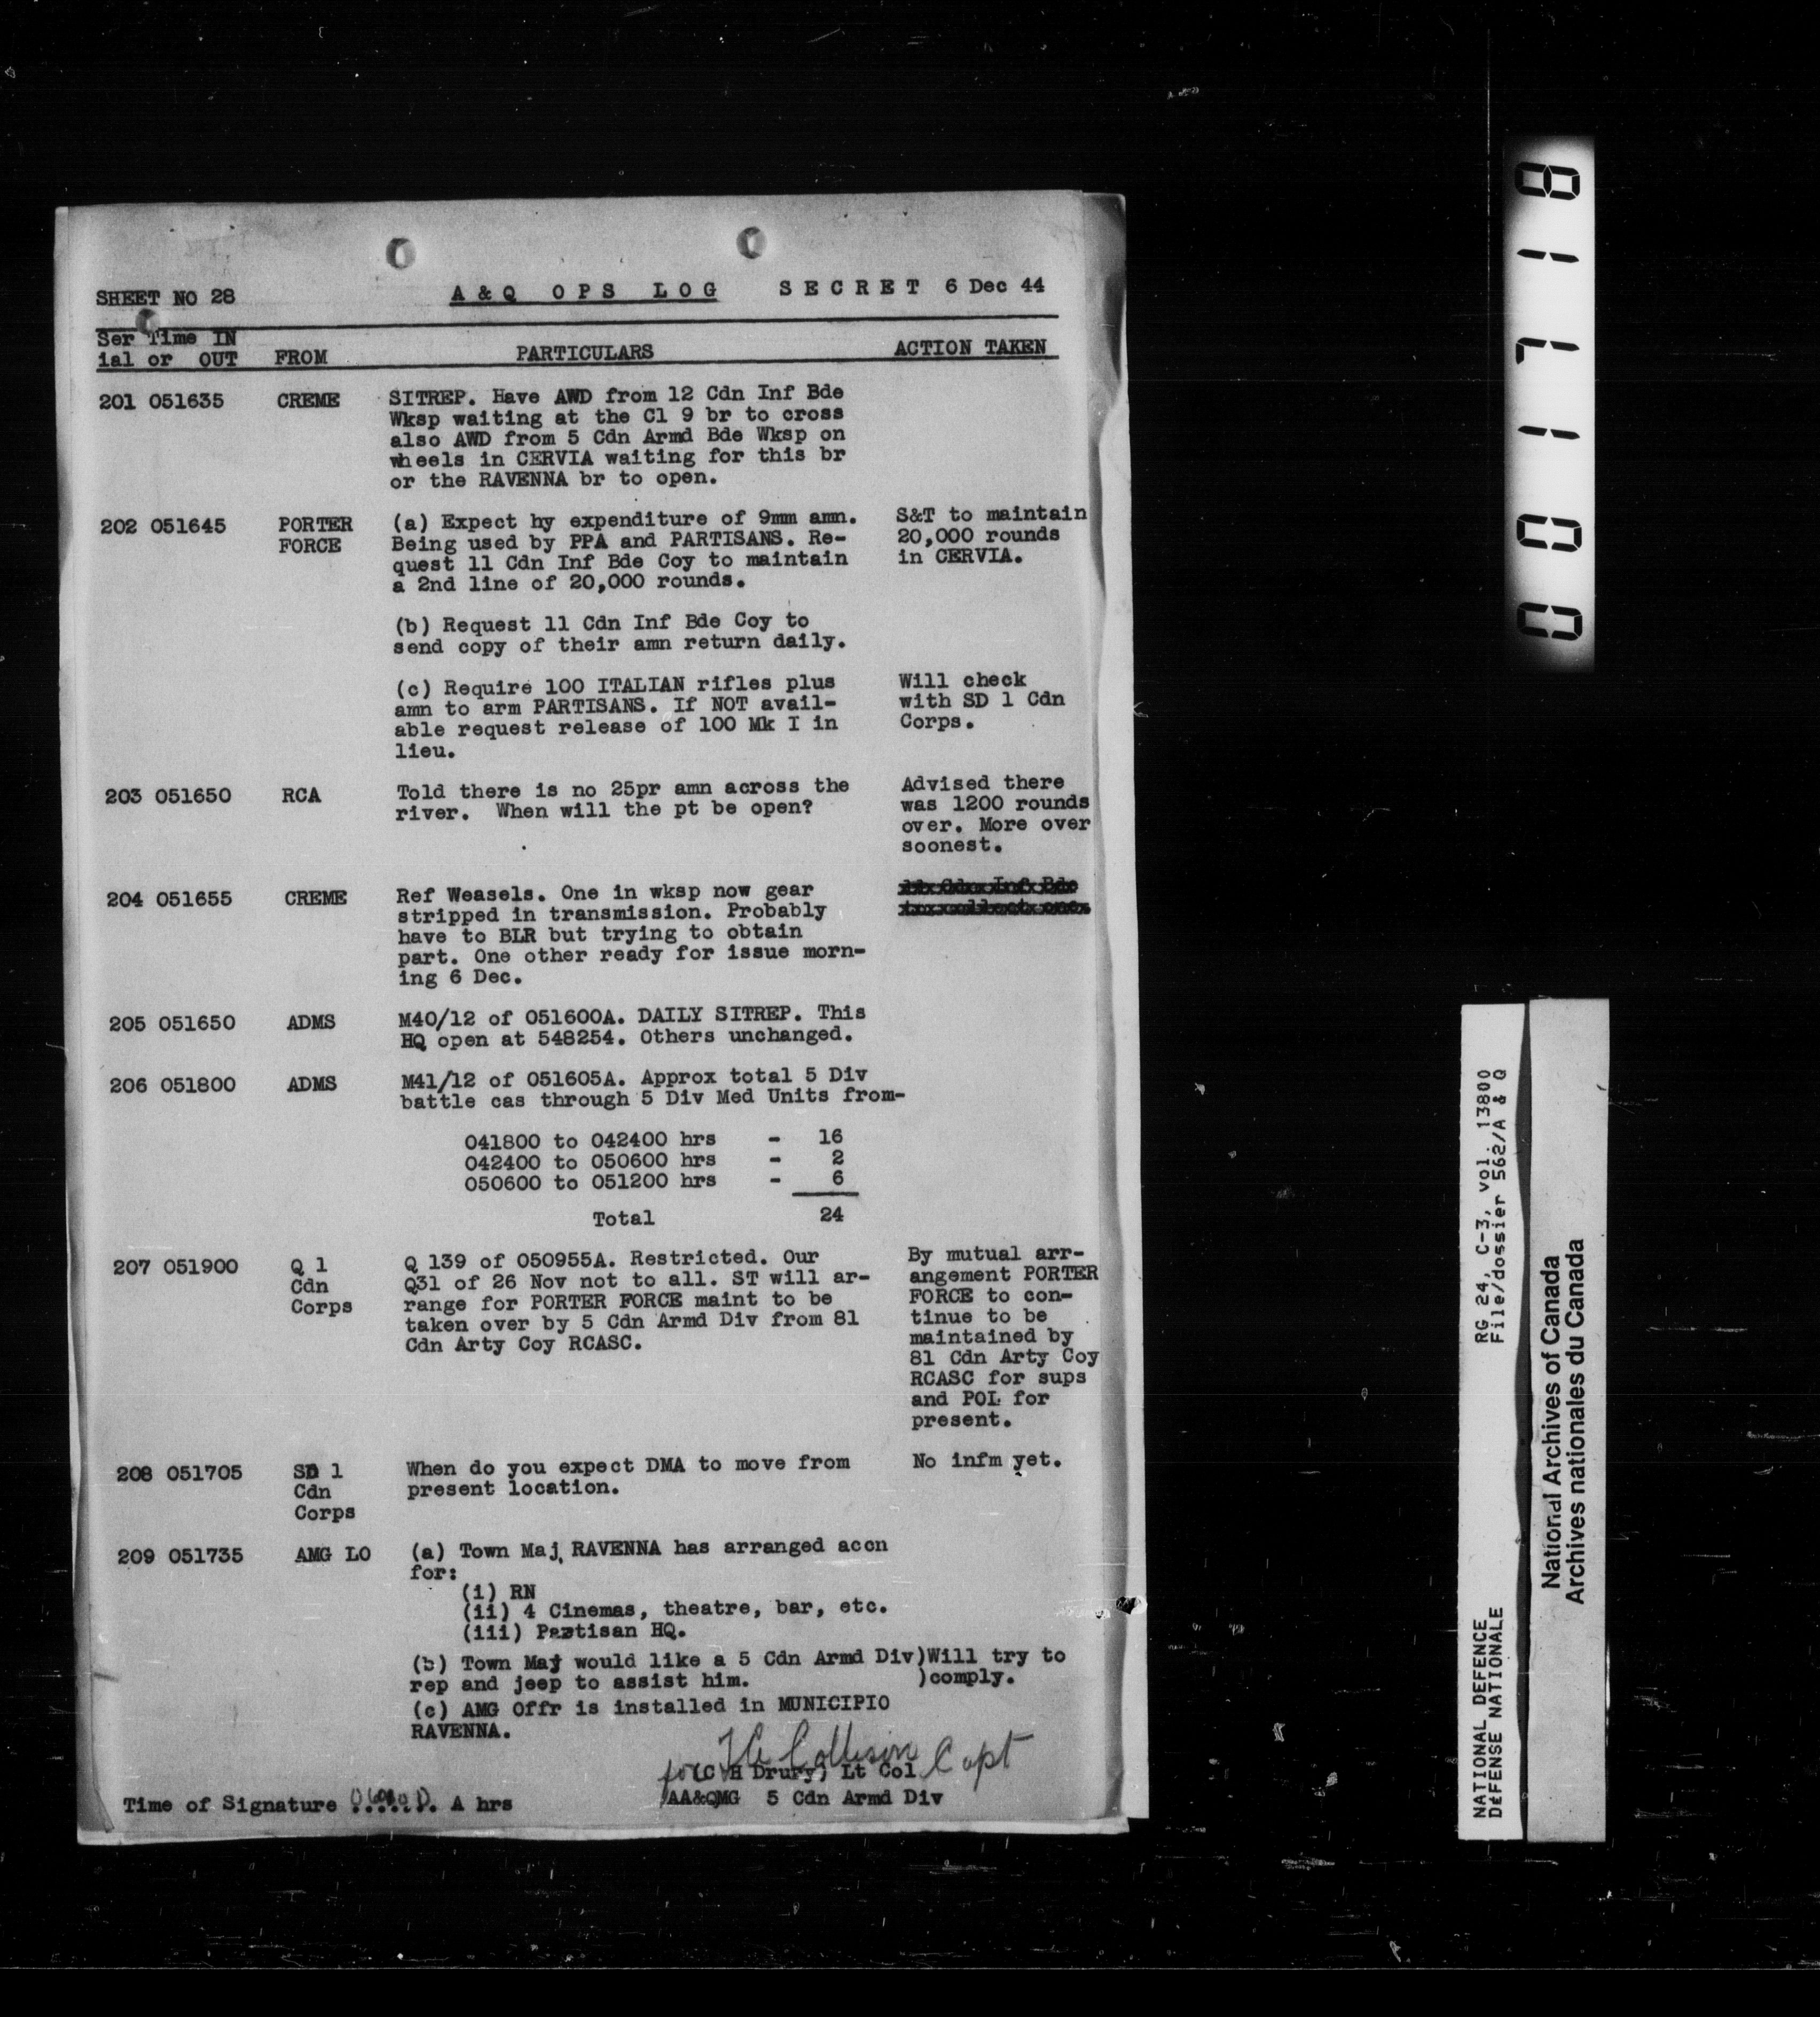 SHEET NO 28 A & Q OPS LOG SECRET 6 Dec 44
Ser Time IN
ial or OUT FROM PARTICULARS ACTION TAKEN
201 051635 CREME SITREP. Have AWD from 12 Cdn Inf Bde
Wksp waiting at the Cl 9 br to cross
also AWD from 5 Cdn Armd Bde Wksp on
wheels in CERVIA waiting for this br
or the RAVENNA br to open.
202 051645 PORTER FORCE
(a) Expect hy expenditure of 9mm amn.
Being used by PPA and PARTISANS. Re-
quest 11 Cdn Inf Bde Coy to maintain
a 2nd line of 20,000 rounds.
S&T to maintain
20,000 rounds
in CERVIA.
(b) Request 11 Cdn Inf Bde Coy to
send copy of their amn return daily.
(c) Require 100 ITALIAN rifles plus
amn to arm PARTISANS. If NOT avail-
able request release of 100 Mk I in
lieu.
Will check
with SD 1 Cdn
Corps.
203 051650 RCA Told there is no 25pr amn across the
river. When will the pt be open?
Advised there
was 1200 rounds
over. More over
soonest.
204 051655 CREME Ref Weasels. One in wksp now gear
stripped in transmission. Probably
have to BLR but trying to obtain
part. One other ready for issue morn-
ing 6 Dec.
205 051650 ADMS M40/12 of 051600A. DAILY SITREP. This
HQ open at 548254. Others unchanged.
206 051800 ADMS M41/12 of 051605A. Approx total 5 Div
battle cas through 5 Div Med Units from-
041800 to 042400 hrs - 16
042400 to 050600 hrs - 2
050600 to 051200 hrs - 6
Total 24
207 051900 Q 1
Cdn
Corps
Q 139 of 050955A. Restricted. Our
Q31 of 26 Nov not to all. ST will ar-
range for PORTER FORCE maint to be
taken over by 5 Cdn Armd Div from 81
Cdn Arty Coy RCASC.
By mutual arr-
angement PORTER
FORCE to con-
tinue to be
maintained by
81 Cdn Arty Coy
RCASC for sups
and POL for
present.
208 051705 SD 1
Cdn
Corps
When do you expect DMA to move from
present location.
No infm yet.
209 051735 AMG LO (a) Town Maj RAVENNA has arranged accn
for:
(i) RN
(ii) 4 Cinemas, theatre, bar, etc.
(iii) Partisan HQ.
(b) Town Maj would like a 5 Cdn Armd Div)Will try to
rep and jeep to assist him. )comply.
(c) AMG Offr is installed in MUNICIPIO
RAVENNA.
for (C H Drury) Lt Col Capt
Time of Signature ....... A hrs AA&QMG 5 Cdn Armd Div
001718
RG 24, C-3, vol. 13800
File/dossier 562/A & Q
NATIONAL DEFENCE
DÉFENSE NATIONALE
National Archives of Canada
Archives nationales du Canada